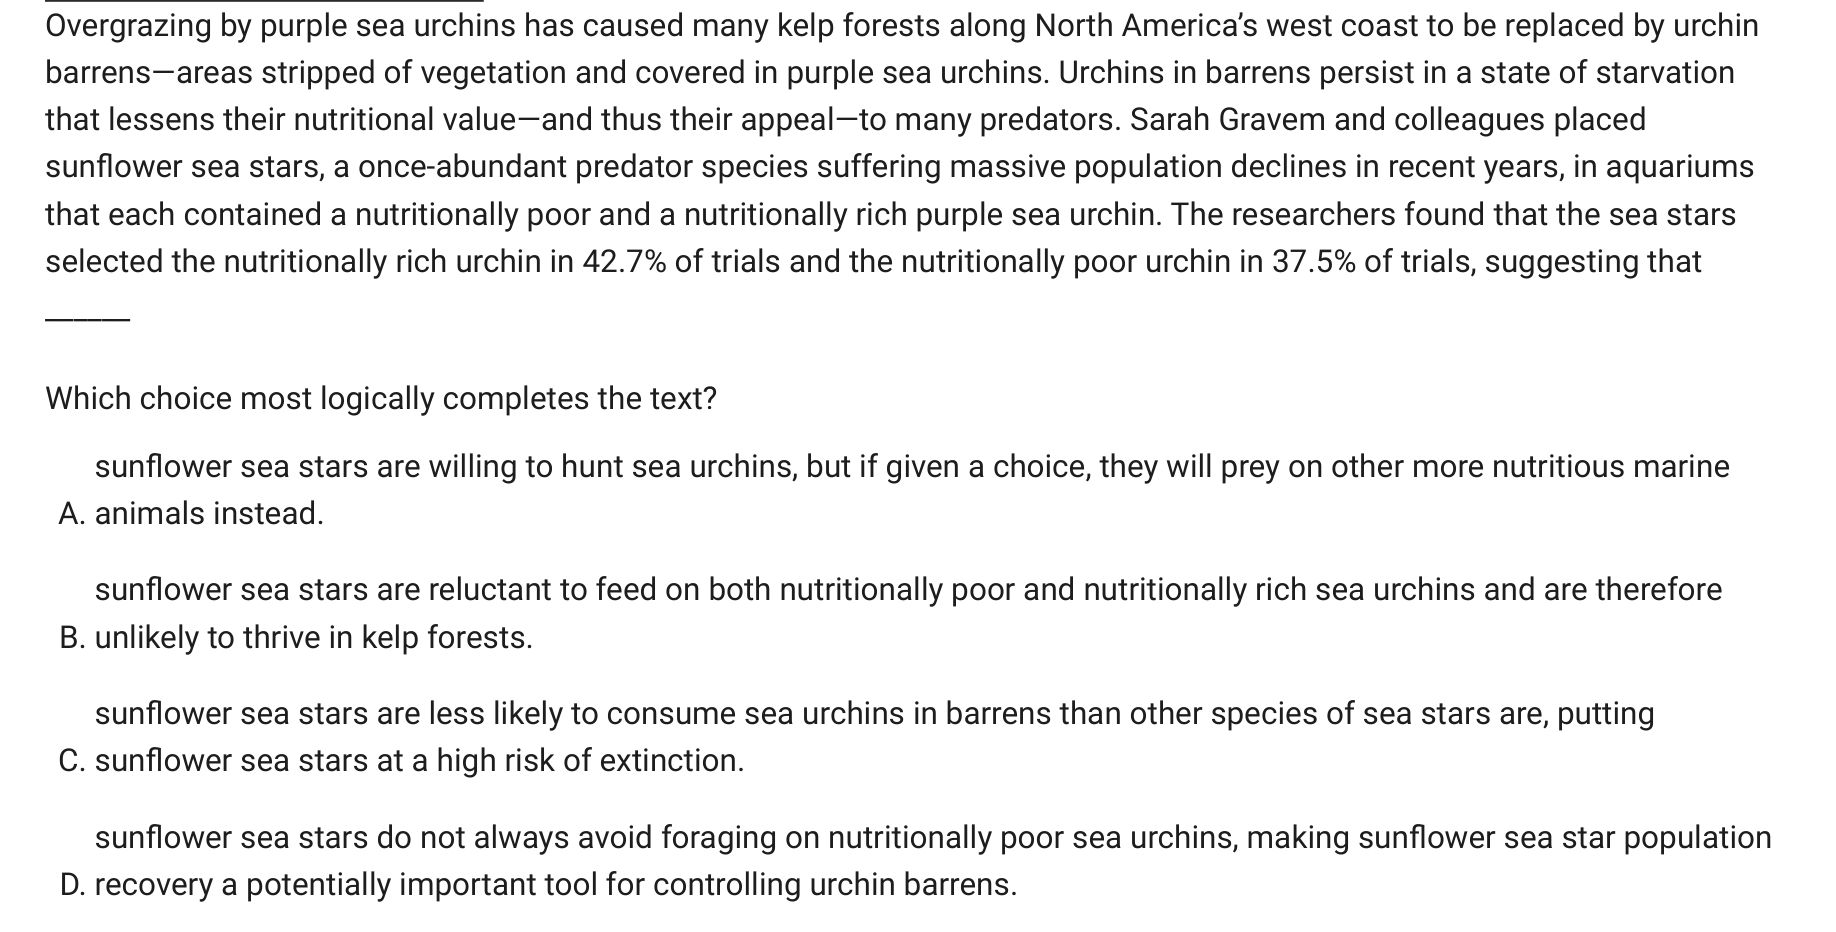 Overgrazing by purple sea urchins has caused many kelp forests along North America’s west coast to be replaced by urchin
barrens—areas stripped of vegetation and covered in purple sea urchins. Urchins in barrens persist in a state of starvation
that lessens their nutritional value—and thus their appeal—to many predators. Sarah Gravem and colleagues placed
sunflower sea stars, a once-abundant predator species suffering massive population declines in recent years, in aquariums
that each contained a nutritionally poor and a nutritionally rich purple sea urchin. The researchers found that the sea stars
selected the nutritionally rich urchin in 42.7% of trials and the nutritionally poor urchin in 37.5% of trials, suggesting that
______
Which choice most logically completes the text?
sunflower sea stars are willing to hunt sea urchins, but if given a choice, they will prey on other more nutritious marine
A. animals instead.
sunflower sea stars are reluctant to feed on both nutritionally poor and nutritionally rich sea urchins and are therefore
B. unlikely to thrive in kelp forests.
sunflower sea stars are less likely to consume sea urchins in barrens than other species of sea stars are, putting
C. sunflower sea stars at a high risk of extinction.
sunflower sea stars do not always avoid foraging on nutritionally poor sea urchins, making sunflower sea star population
D. recovery a potentially important tool for controlling urchin barrens.